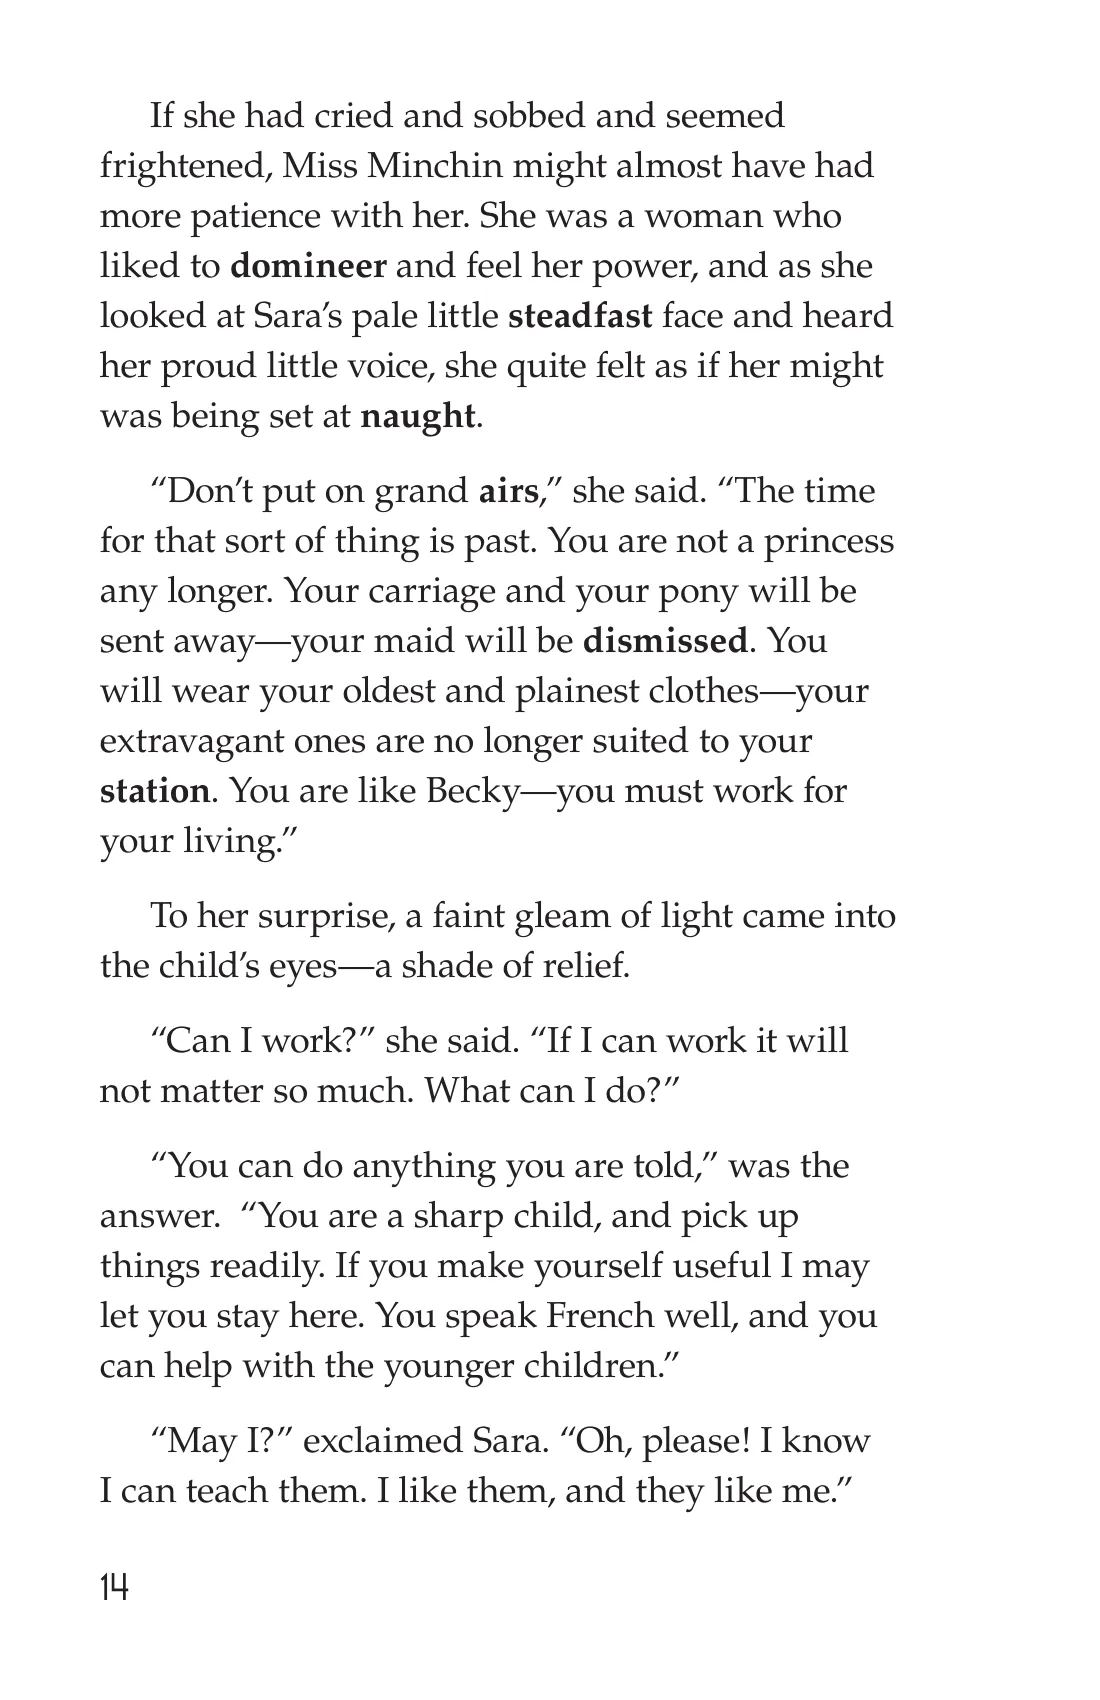 If she had cried and sobbed and seemed
frightened, Miss Minchin might almost have had
more patience with her. She was a woman who
liked to domineer and feel her power, and as she
looked at Sara’s pale little steadfast face and heard
her proud little voice, she quite felt as if her might
was being set at naught.
“Don’t put on grand airs,” she said. “The time
for that sort of thing is past. You are not a princess
any longer. Your carriage and your pony will be
sent away—your maid will be dismissed. You
will wear your oldest and plainest clothes—your
extravagant ones are no longer suited to your
station. You are like Becky—you must work for
your living.”
To her surprise, a faint gleam of light came into
the child’s eyes—a shade of relief.
“Can I work?” she said. “If I can work it will
not matter so much. What can I do?”
“You can do anything you are told,” was the
answer.  “You are a sharp child, and pick up
things readily. If you make yourself useful I may
let you stay here. You speak French well, and you
can help with the younger children.”
“May I?” exclaimed Sara. “Oh, please! I know
I can teach them. I like them, and they like me.”
14